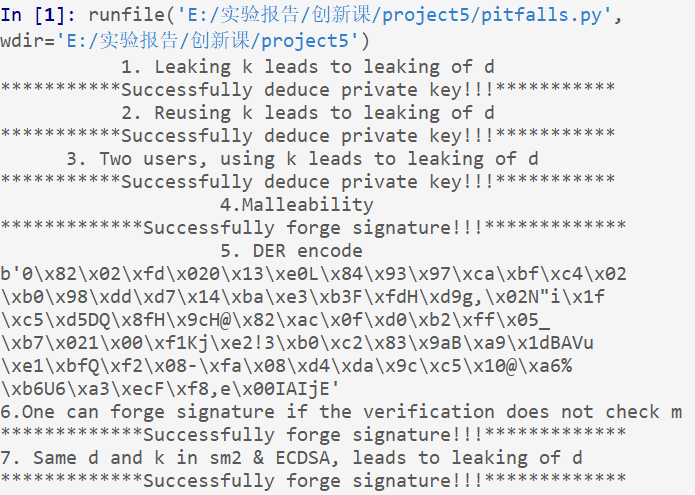 In [1]: runfile('E:/实验报告/创新课/project5/pitfalls.py',
wdir='E:/实验报告/创新课/project5')
1. Leaking k leads to leaking of d
***********Successfully deduce private key!!!***********
2. Reusing k leads to leaking of d
***********Successfully deduce private key!!!***********
3. Two users, using k leads to leaking of d
***********Successfully deduce private key!!!***********
4.Malleability
*************Successfully forge signature!!!*************
5. DER encode
b'0\x82\x02\xfd\x020\x13\xe0L\x84\x93\x97\xca\xbf\xc4\x02
\xb0\x98\xdd\xd7\x14\xba\xe3\xb3F\xfdH\xd9g,\x02N"i\x1f
\xc5\xd5DQ\x8fH\x9cH@\x82\xac\x0f\xd0\xb2\xff\x05_
\xb7\x021\x00\xf1Kj\xe2!3\xb0\xc2\x83\x9aB\xa9\x1dBAVu
\xe1\xbfQ\xf2\x08-\xfa\x08\xd4\xda\x9c\xc5\x10@\xa6%
\xb6U6\xa3\xecF\xf8,e\x00IAIjE'
6.One can forge signature if the verification does not check m
*************Successfully forge signature!!!*************
7. Same d and k in sm2 & ECDSA, leads to leaking of d
*************Successfully forge signature!!!*************